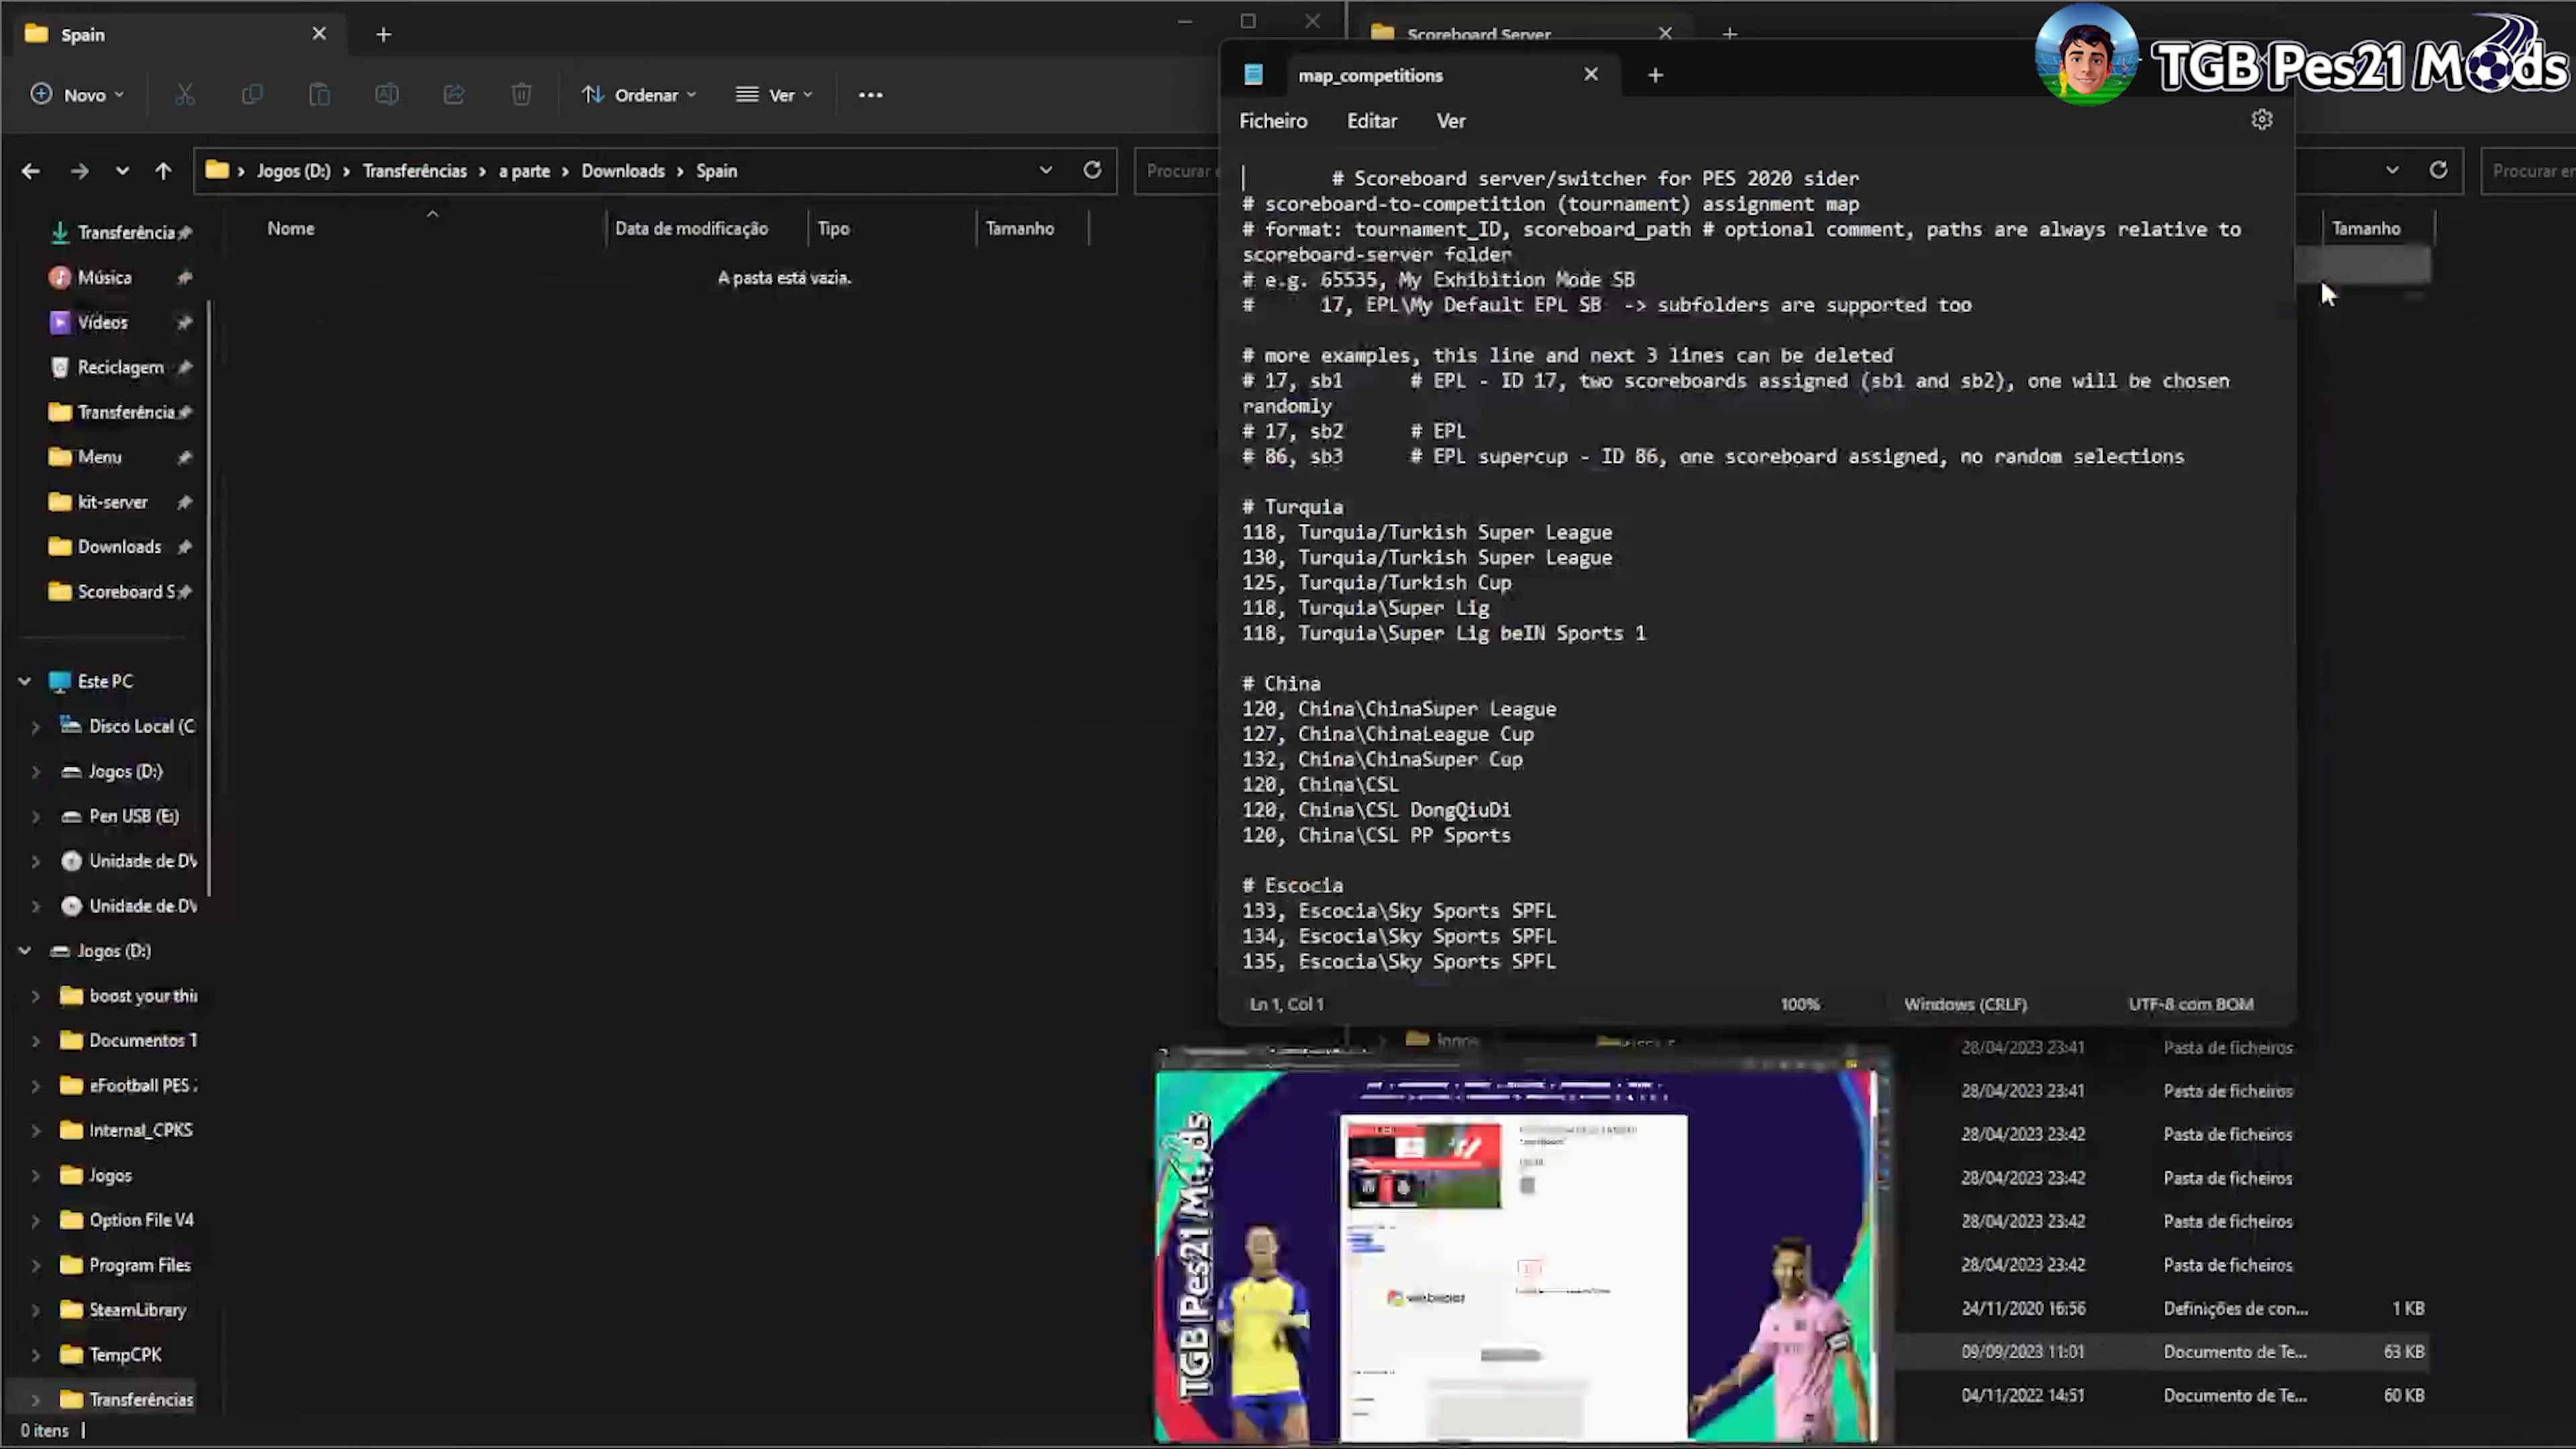 Spain
Novo
Ordenar
Ver
Jogos (D:) › Transferências › a parte › Downloads › Spain
Procurar e
Nome
Data de modificação
Tipo
Tamanho
A pasta está vazia.
Transferência
Música
Vídeos
Reciclagem
Transferência
Menu
kit-server
Downloads
Scoreboard S
Este PC
Disco Local (C
Jogos (D:)
Pen USB (E:)
Unidade de DV
Unidade de DV
Jogos (D:)
boost your thi
Documentos 1
eFootball PES 2
Internal_CPKS
Jogos
Option File V4
Program Files
SteamLibrary
TempCPK
Transferências
0 itens
Scoreboard Server
TGB Pes21 Mods
map_competitions
Ficheiro
Editar
Ver
# Scoreboard server/switcher for PES 2020 sider
# scoreboard-to-competition (tournament) assignment map
# format: tournament_ID, scoreboard_path # optional comment, paths are always relative to
scoreboard-server folder
# e.g. 65535, My Exhibition Mode SB
#      17, EPL\My Default EPL SB  -> subfolders are supported too
# more examples, this line and next 3 lines can be deleted
# 17, sb1      # EPL - ID 17, two scoreboards assigned (sb1 and sb2), one will be chosen
randomly
# 17, sb2      # EPL
# 86, sb3      # EPL supercup - ID 86, one scoreboard assigned, no random selections
# Turquia
118, Turquia/Turkish Super League
130, Turquia/Turkish Super League
125, Turquia/Turkish Cup
118, Turquia\Super Lig
118, Turquia\Super Lig beIN Sports 1
# China
120, China\ChinaSuper League
127, China\ChinaLeague Cup
132, China\ChinaSuper Cup
120, China\CSL
120, China\CSL DongQiuDi
120, China\CSL PP Sports
# Escocia
133, Escocia\Sky Sports SPFL
134, Escocia\Sky Sports SPFL
135, Escocia\Sky Sports SPFL
Ln 1, Col 1
100%
Windows (CRLF)
UTF-8 com BOM
Procurar em
Tamanho
Jogos
28/04/2023 23:41 Pasta de ficheiros
28/04/2023 23:41 Pasta de ficheiros
28/04/2023 23:42 Pasta de ficheiros
28/04/2023 23:42 Pasta de ficheiros
28/04/2023 23:42 Pasta de ficheiros
28/04/2023 23:42 Pasta de ficheiros
24/11/2020 16:56 Definições de con... 1 KB
09/09/2023 11:01 Documento de Te... 63 KB
04/11/2022 14:51 Documento de Te... 60 KB
TGB Pes21 Mods